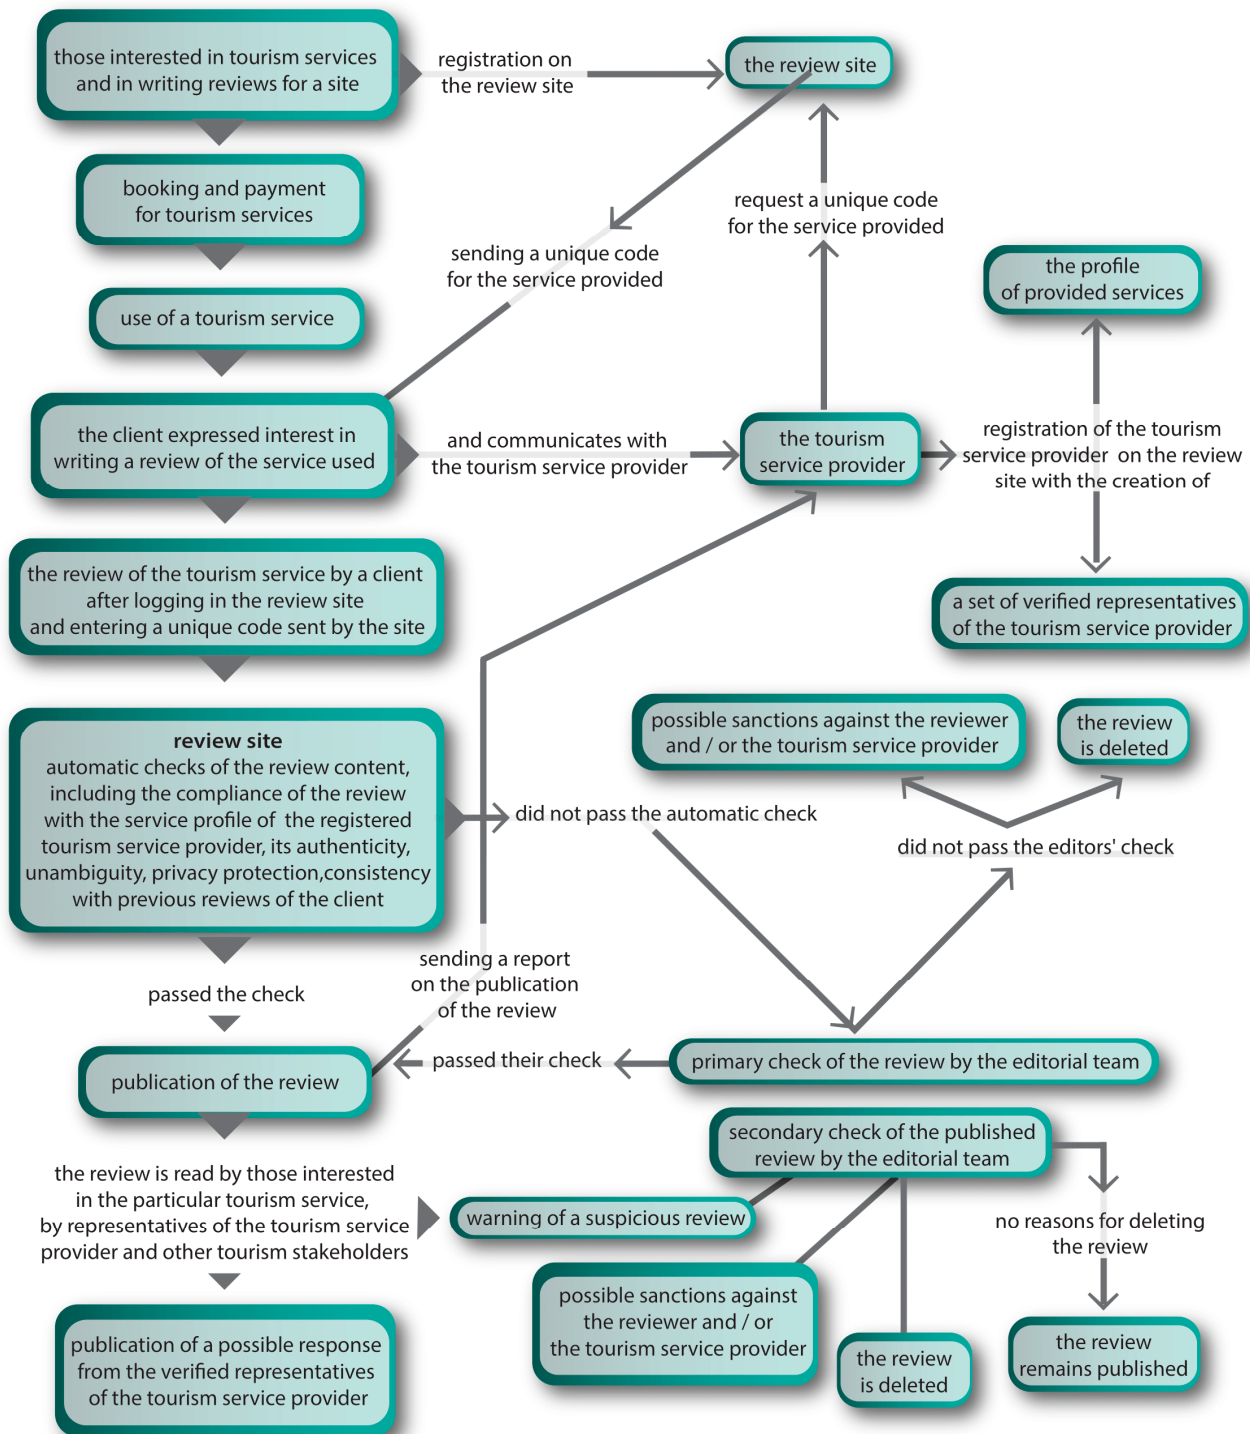 those interested in tourism services
and in writing reviews for a site
registration on
the review site
the review site
booking and payment
for tourism services
request a unique code
for the service provided
sending a unique code
for the service provided
the profile
of provided services
use of a tourism service
the client expressed interest in
writing a review of the service used
and communicates with
the tourism service provider
the tourism
service provider
registration of the tourism
service provider on the review
site with the creation of
the review of the tourism service by a client
after logging in the review site
and entering a unique code sent by the site
a set of verified representatives
of the tourism service provider
possible sanctions against the reviewer
and / or the tourism service provider
the review
is deleted
review site
automatic checks of the review content,
including the compliance of the review
with the service profile of the registered
tourism service provider, its authenticity,
unambiguity, privacy protection,consistency
with previous reviews of the client
did not pass the automatic check
did not pass the editors' check
sending a report
on the publication
of the review
passed the check
passed their check
primary check of the review by the editorial team
publication of the review
secondary check of the published
review by the editorial team
the review is read by those interested
in the particular tourism service,
by representatives of the tourism service
provider and other tourism stakeholders
warning of a suspicious review
no reasons for deleting
the review
possible sanctions against
the reviewer and / or
the tourism service provider
the review
is deleted
the review
remains published
publication of a possible response
from the verified representatives
of the tourism service provider